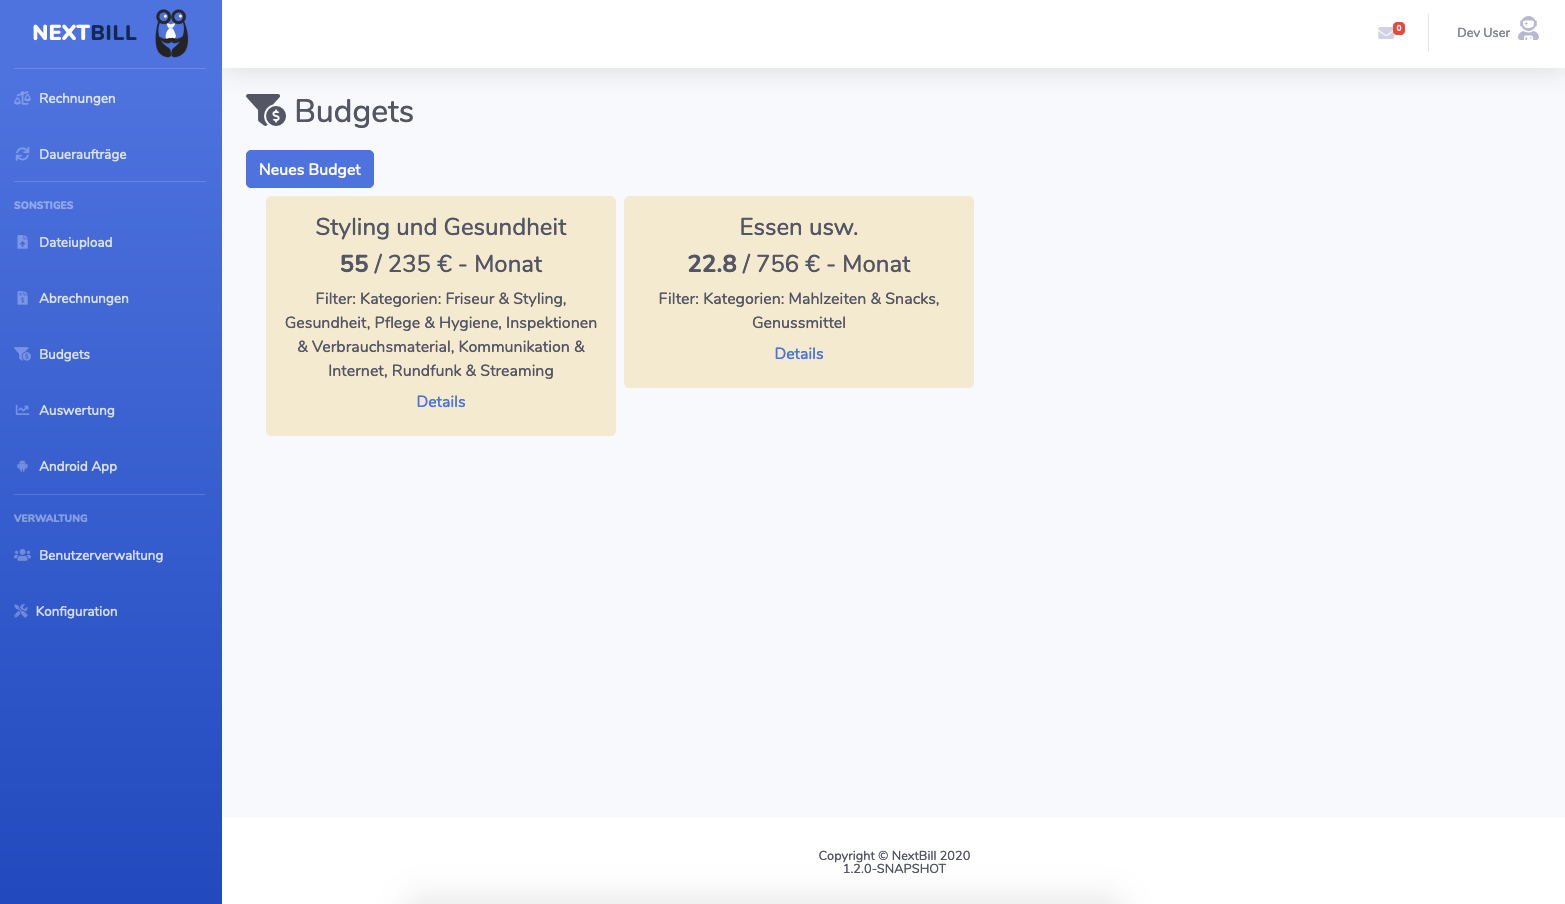 NEXTBILL
Rechnungen
Daueraufträge
SONSTIGES
Dateiupload
Abrechnungen
Budgets
Auswertung
Android App
VERWALTUNG
Benutzerverwaltung
Konfiguration
0
Dev User
Budgets
Neues Budget
Styling und Gesundheit
55 / 235 € - Monat
Filter: Kategorien: Friseur & Styling,
Gesundheit, Pflege & Hygiene, Inspektionen
& Verbrauchsmaterial, Kommunikation &
Internet, Rundfunk & Streaming
Details
Essen usw.
22.8 / 756 € - Monat
Filter: Kategorien: Mahlzeiten & Snacks,
Genussmittel
Details
Copyright © NextBill 2020
1.2.0-SNAPSHOT